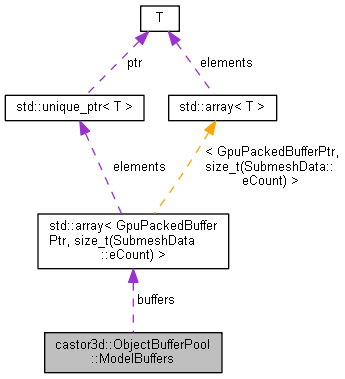 T
ptr
elements
std::unique_ptr< T >
std::array< T >
elements
< GpuPackedBufferPtr,
size_t(SubmeshData::
eCount) >
std::array< GpuPackedBuffer
Ptr, size_t(SubmeshData
::eCount) >
buffers
castor3d::ObjectBufferPool
::ModelBuffers